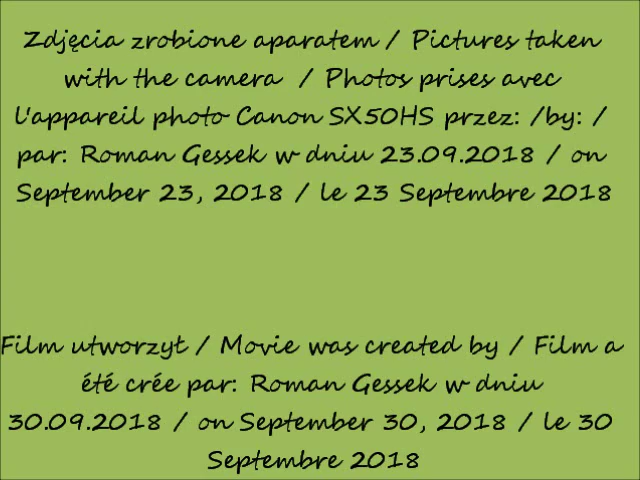 Zdjęcia zrobione aparatem / Pictures taken
with the camera / Photos prises avec
l'appareil photo Canon SX50HS przez: /by: /
par: Roman Gessek w dniu 23.09.2018 / on
September 23, 2018 / le 23 Septembre 2018
Film utworzył / Movie was created by / Film a
été crée par: Roman Gessek w dniu
30.09.2018 / on September 30, 2018 / le 30
Septembre 2018